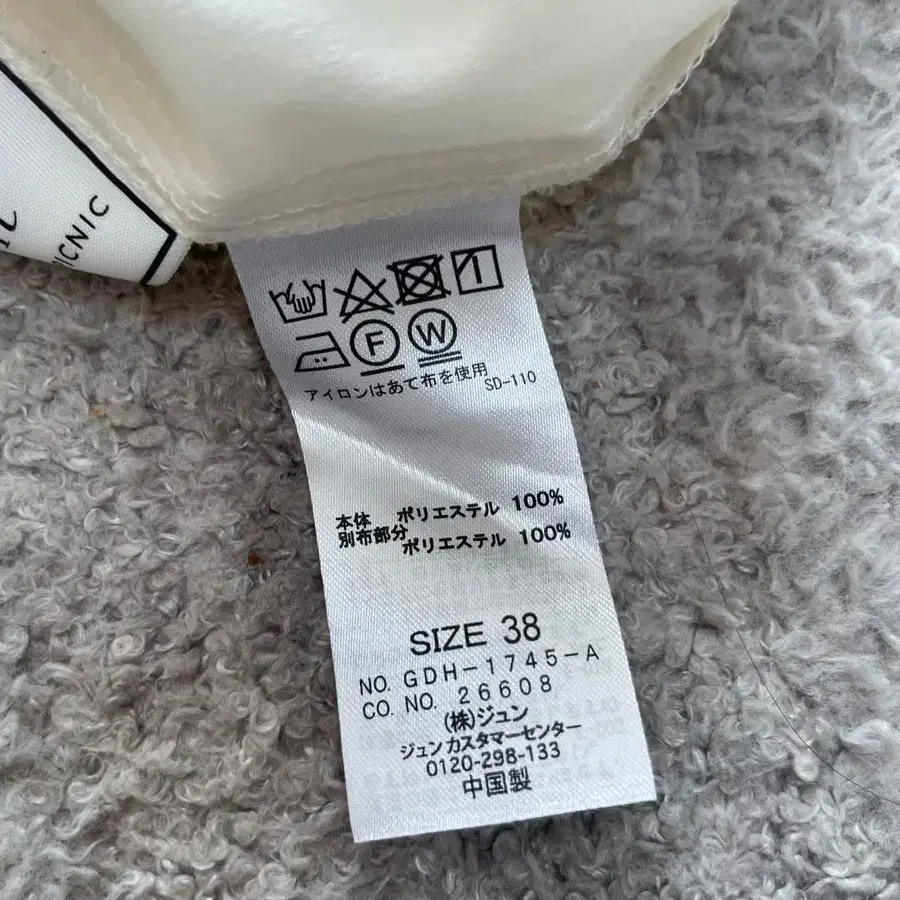 PICNIC
F W
アイロンはあて布を使用 SD-110
本体 ポリエステル 100%
別布部分 ポリエステル 100%
SIZE 38
NO. GDH-1745-A
CO. NO. 26608
(株)ジュン
ジュンカスタマーセンター
0120-298-133
中国製